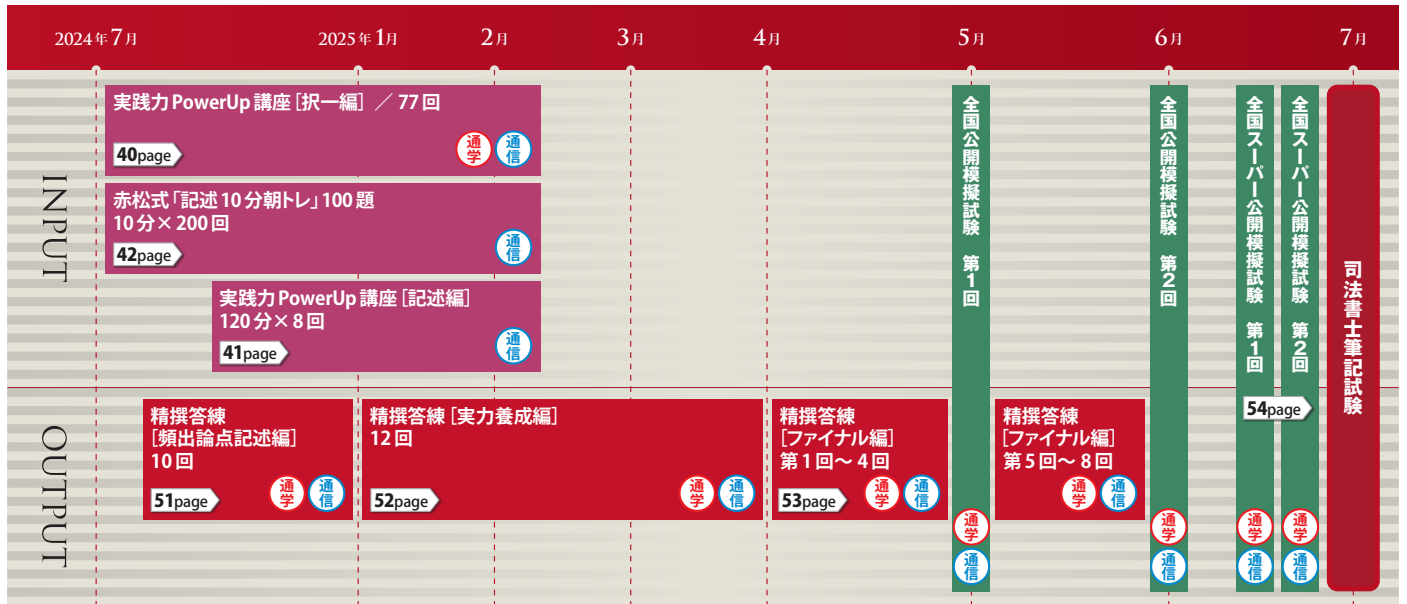 2024年7月
2025年1月
2月
3月
4月
5月
6月
7月
INPUT
実践力PowerUp講座［択一編］ ／ 77回
40page
通学
通信
赤松式「記述10分朝トレ」100題
10分×200回
42page
通信
実践力PowerUp講座［記述編］
120分×8回
41page
通信
OUTPUT
精撰答練
［頻出論点記述編］
10回
51page
通学
通信
精撰答練［実力養成編］
12回
52page
通学
通信
精撰答練
［ファイナル編］
第1回～4回
53page
通学
通信
全国公開模擬試験 第1回
通学
通信
精撰答練
［ファイナル編］
第5回～8回
通学
通信
全国公開模擬試験 第2回
通学
通信
全国スーパー公開模擬試験 第1回
通学
通信
全国スーパー公開模擬試験 第2回
54page
通学
通信
司法書士筆記試験